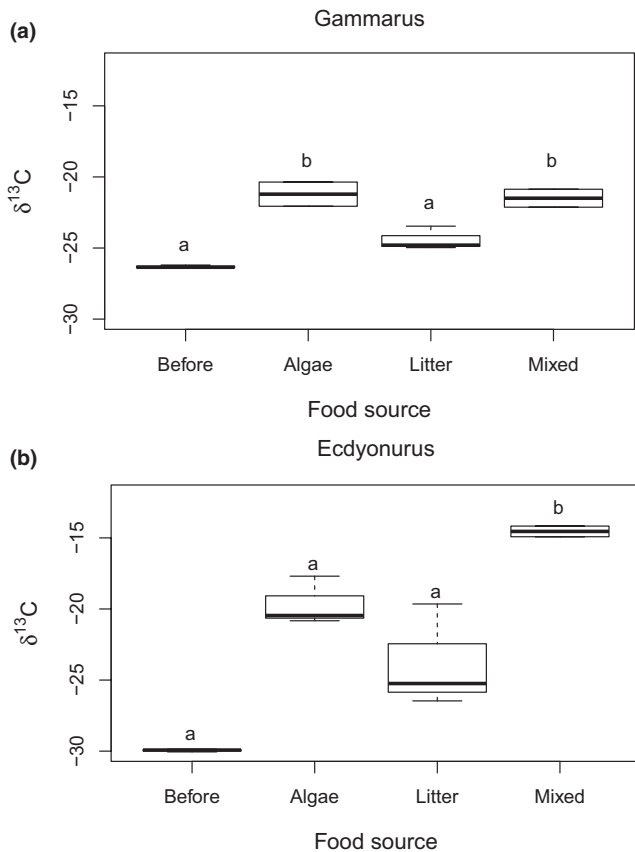 (a)
Gammarus
δ13C
−15
−20
−25
−30
a
b
a
b
Before Algae Litter Mixed
Food source
(b)
Ecdyonurus
δ13C
−15
−20
−25
−30
a
a
a
b
Before Algae Litter Mixed
Food source